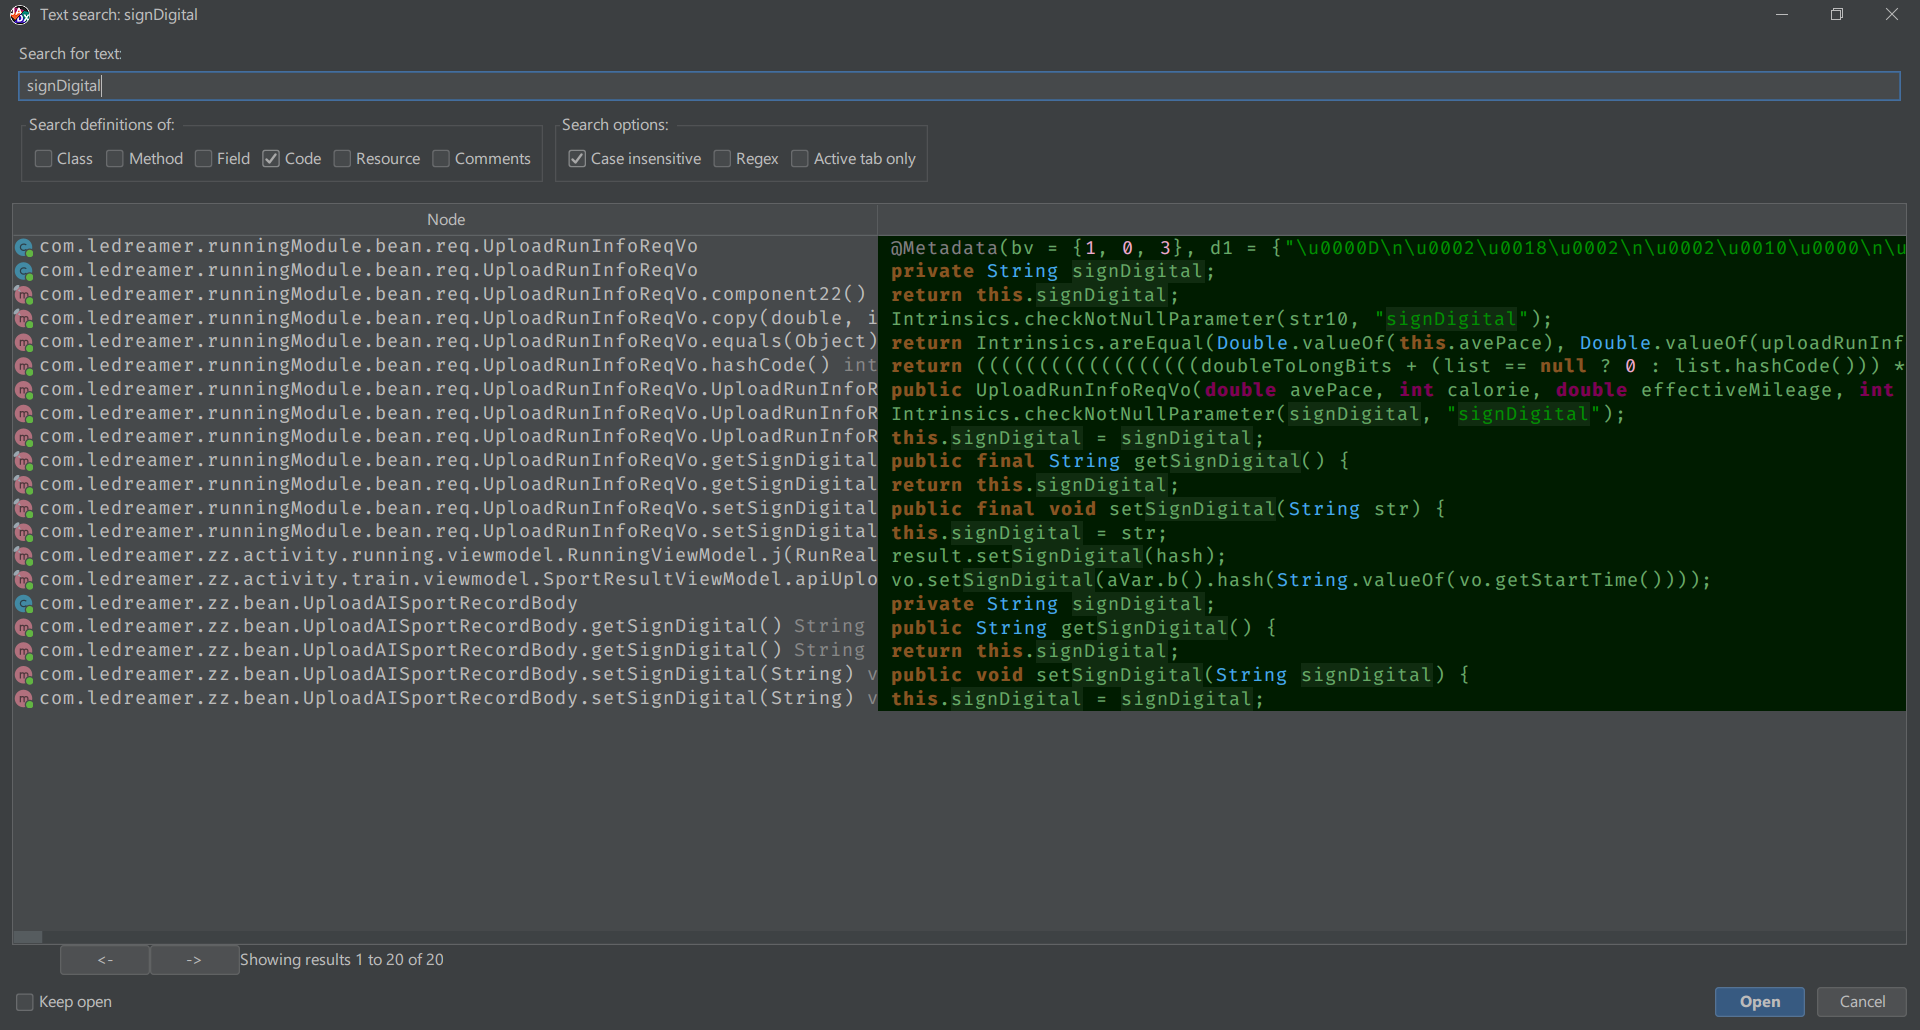 Text search: signDigital
Search for text:
signDigital
Search definitions of:
Class Method Field Code Resource Comments
Search options:
Case insensitive Regex Active tab only
Node
com.ledreamer.runningModule.bean.req.UploadRunInfoReqVo @Metadata(bv = {1, 0, 3}, d1 = {"\u0000D\n\u0002\u0018\u0002\n\u0002\u0010\u0000\n\u
com.ledreamer.runningModule.bean.req.UploadRunInfoReqVo private String signDigital;
com.ledreamer.runningModule.bean.req.UploadRunInfoReqVo.component22() return this.signDigital;
com.ledreamer.runningModule.bean.req.UploadRunInfoReqVo.copy(double, i Intrinsics.checkNotNullParameter(str10, "signDigital");
com.ledreamer.runningModule.bean.req.UploadRunInfoReqVo.equals(Object) return Intrinsics.areEqual(Double.valueOf(this.avePace), Double.valueOf(uploadRunInf
com.ledreamer.runningModule.bean.req.UploadRunInfoReqVo.hashCode() int return ((((((((((((((((((doubleToLongBits + (list == null ? 0 : list.hashCode())) *
com.ledreamer.runningModule.bean.req.UploadRunInfoReqVo.UploadRunInfoR public UploadRunInfoReqVo(double avePace, int calorie, double effectiveMileage, int
com.ledreamer.runningModule.bean.req.UploadRunInfoReqVo.UploadRunInfoR Intrinsics.checkNotNullParameter(signDigital, "signDigital");
com.ledreamer.runningModule.bean.req.UploadRunInfoReqVo.UploadRunInfoR this.signDigital = signDigital;
com.ledreamer.runningModule.bean.req.UploadRunInfoReqVo.getSignDigital public final String getSignDigital() {
com.ledreamer.runningModule.bean.req.UploadRunInfoReqVo.getSignDigital return this.signDigital;
com.ledreamer.runningModule.bean.req.UploadRunInfoReqVo.setSignDigital public final void setSignDigital(String str) {
com.ledreamer.runningModule.bean.req.UploadRunInfoReqVo.setSignDigital this.signDigital = str;
com.ledreamer.zz.activity.running.viewmodel.RunningViewModel.j(RunReal result.setSignDigital(hash);
com.ledreamer.zz.activity.train.viewmodel.SportResultViewModel.apiUplo vo.setSignDigital(aVar.b().hash(String.valueOf(vo.getStartTime())));
com.ledreamer.zz.bean.UploadAISportRecordBody private String signDigital;
com.ledreamer.zz.bean.UploadAISportRecordBody.getSignDigital() String public String getSignDigital() {
com.ledreamer.zz.bean.UploadAISportRecordBody.getSignDigital() String return this.signDigital;
com.ledreamer.zz.bean.UploadAISportRecordBody.setSignDigital(String) v public void setSignDigital(String signDigital) {
com.ledreamer.zz.bean.UploadAISportRecordBody.setSignDigital(String) v this.signDigital = signDigital;
<- -> Showing results 1 to 20 of 20
Keep open
Open Cancel